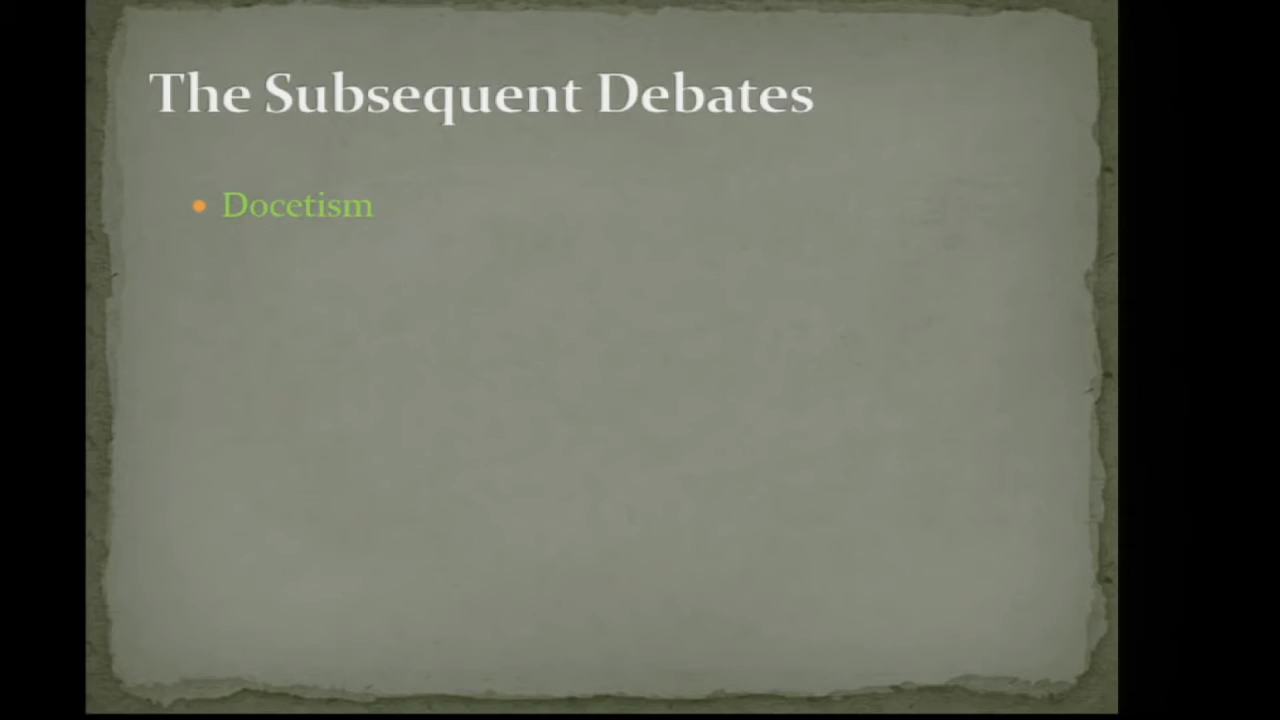 The Subsequent Debates
• Docetism